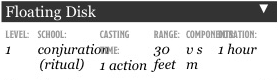 Floating Disk ▼
LEVEL: SCHOOL: CASTING TIME: RANGE: COMPONENTS: DURATION:
1 conjuration (ritual) 1 action 30 feet v s m 1 hour